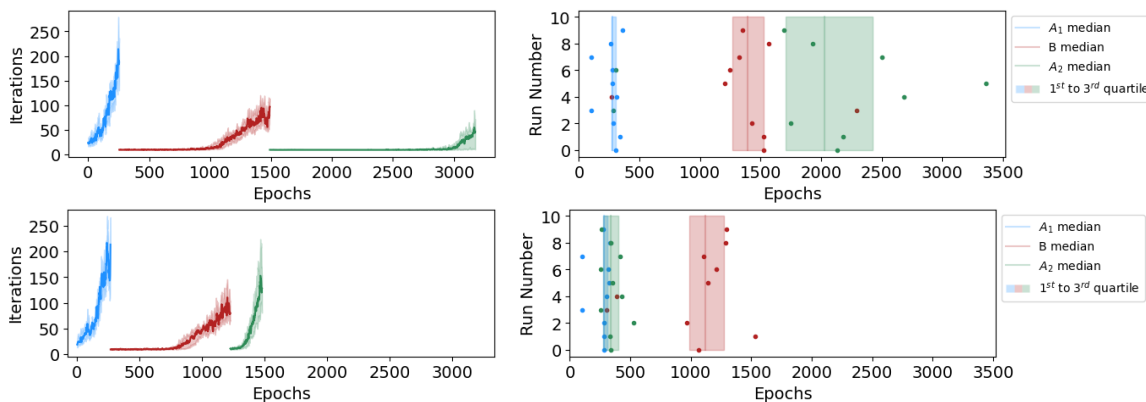 250
200
150
100
50
0
Iterations
0 500 1000 1500 2000 2500 3000
Epochs
10
8
6
4
2
0
Run Number
0 500 1000 1500 2000 2500 3000 3500
Epochs
A₁ median
B median
A₂ median
1ˢᵗ to 3ʳᵈ quartile
250
200
150
100
50
0
Iterations
0 500 1000 1500 2000 2500 3000
Epochs
10
8
6
4
2
0
Run Number
0 500 1000 1500 2000 2500 3000 3500
Epochs
A₁ median
B median
A₂ median
1ˢᵗ to 3ʳᵈ quartile